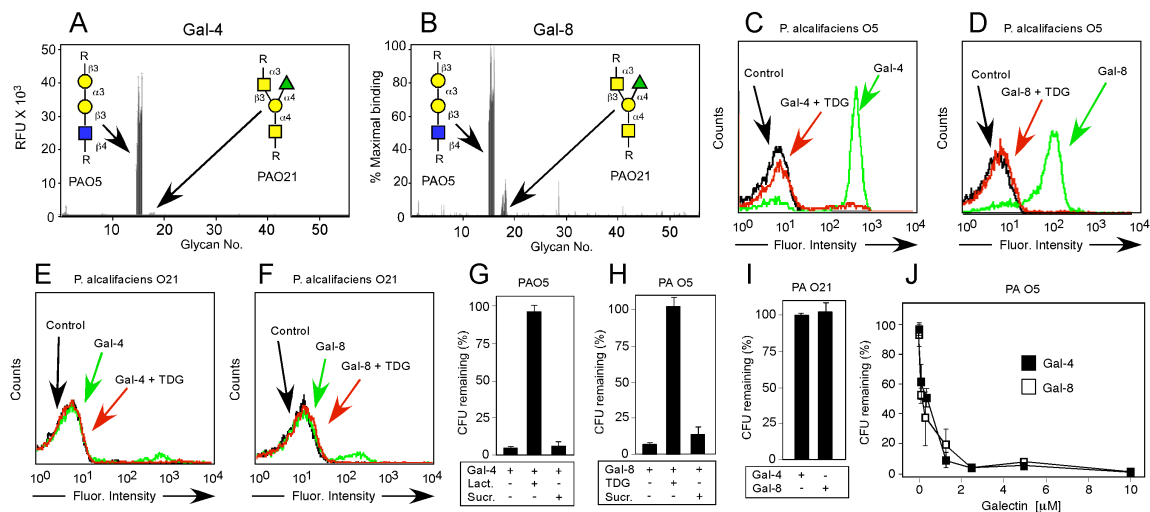 A
Gal-4
RFU X 10³
50
40
30
20
10
0
10
20
30
40
50
Glycan No.
R
β3
α3
β3
β4
R
PAO5
R
α3
β3
α4
α4
R
PAO21
B
Gal-8
% Maximal binding
100
80
60
40
20
0
10
20
30
40
50
Glycan No.
R
β3
α3
β3
β4
R
PAO5
R
α3
β3
α4
α4
R
PAO21
C
P. alcalifaciens O5
Control
Gal-4
Gal-4 + TDG
Counts
10⁰ 10¹ 10² 10³ 10⁴
Fluor. Intensity
D
P. alcalifaciens O5
Control
Gal-8
Gal-8 + TDG
Counts
10⁰ 10¹ 10² 10³ 10⁴
Fluor. Intensity
E
P. alcalifaciens O21
Control
Gal-4
Gal-4 + TDG
Counts
10⁰ 10¹ 10² 10³ 10⁴
Fluor. Intensity
F
P. alcalifaciens O21
Control
Gal-8
Gal-8 + TDG
Counts
10⁰ 10¹ 10² 10³ 10⁴
Fluor. Intensity
G
PAO5
CFU remaining (%)
100
75
50
25
0
Gal-4 + + +
Lact. - + -
Sucr. - - +
H
PA O5
CFU remaining (%)
100
75
50
25
0
Gal-8 + + +
TDG - + -
Sucr. - - +
I
PA O21
CFU remaining (%)
100
75
50
25
0
Gal-4 + -
Gal-8 - +
J
PA O5
CFU remaining (%)
100
80
60
40
20
0
Gal-4
Gal-8
0 2 4 6 8 10
Galectin [µM]